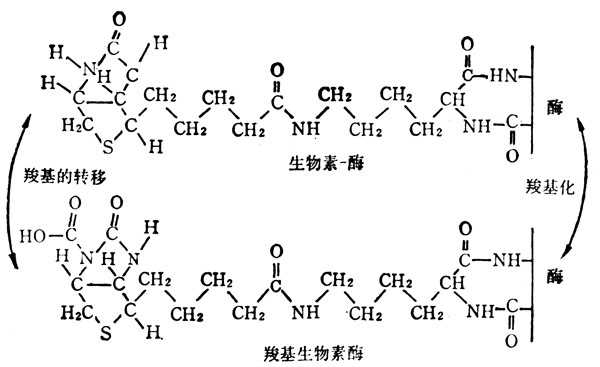 O
H C H O
N C O C HN
H H
C C CH2 CH2 C CH2 CH2 CH 酶
H2C C CH2 CH2 NH CH2 CH2 NH C
S H O
生物素-酶
羧基的转移
羧基化
O O
HO C C H O
H N H N O C NH
C C CH2 CH2 C CH2 CH2 CH 酶
H2C C CH2 CH2 NH CH2 CH2 NH C
S H O
羧基生物素酶